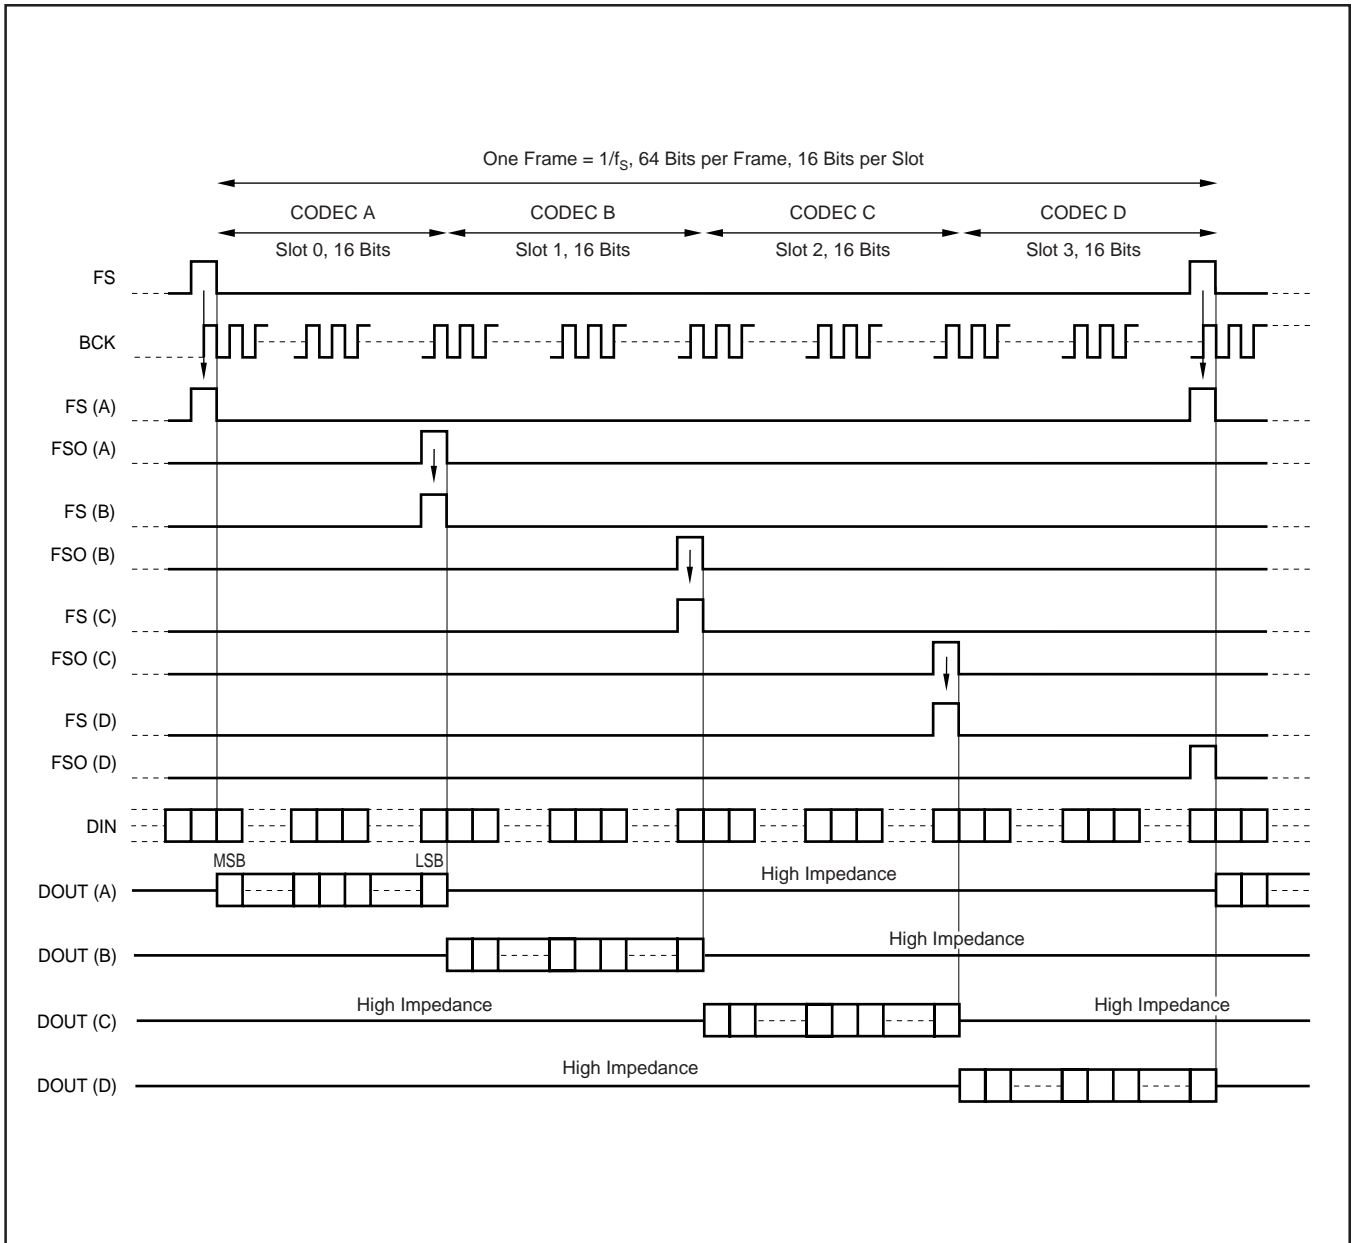 One Frame = 1/fS, 64 Bits per Frame, 16 Bits per Slot
CODEC A
CODEC B
CODEC C
CODEC D
Slot 0, 16 Bits
Slot 1, 16 Bits
Slot 2, 16 Bits
Slot 3, 16 Bits
FS
BCK
FS (A)
FSO (A)
FS (B)
FSO (B)
FS (C)
FSO (C)
FS (D)
FSO (D)
DIN
MSB
LSB
DOUT (A)
High Impedance
DOUT (B)
High Impedance
DOUT (C)
High Impedance
High Impedance
DOUT (D)
High Impedance